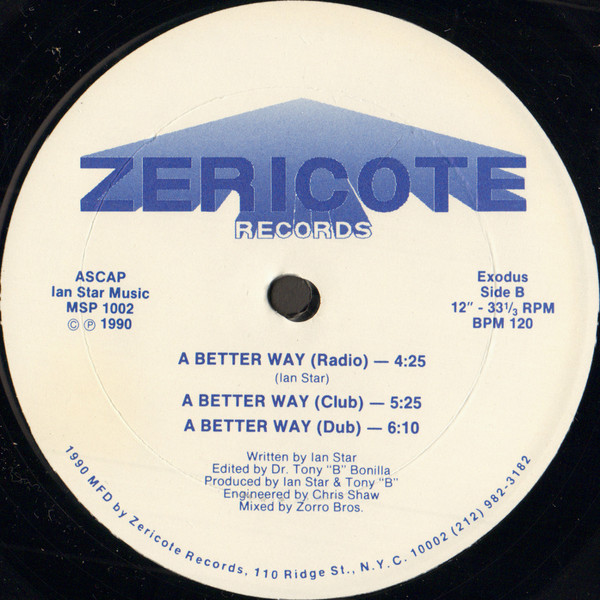 ZERICOTE
RECORDS
ASCAP
Ian Star Music
MSP 1002
© ℗ 1990
Exodus
Side B
12" - 33⅓ RPM
BPM 120
A BETTER WAY (Radio) — 4:25
(Ian Star)
A BETTER WAY (Club) — 5:25
A BETTER WAY (Dub) — 6:10
Written by Ian Star
Edited by Dr. Tony "B" Bonilla
Produced by Ian Star & Tony "B"
Engineered by Chris Shaw
Mixed by Zorro Bros.
1990 MFD by Zericote Records, 110 Ridge St., N.Y.C. 10002 (212) 982-3182